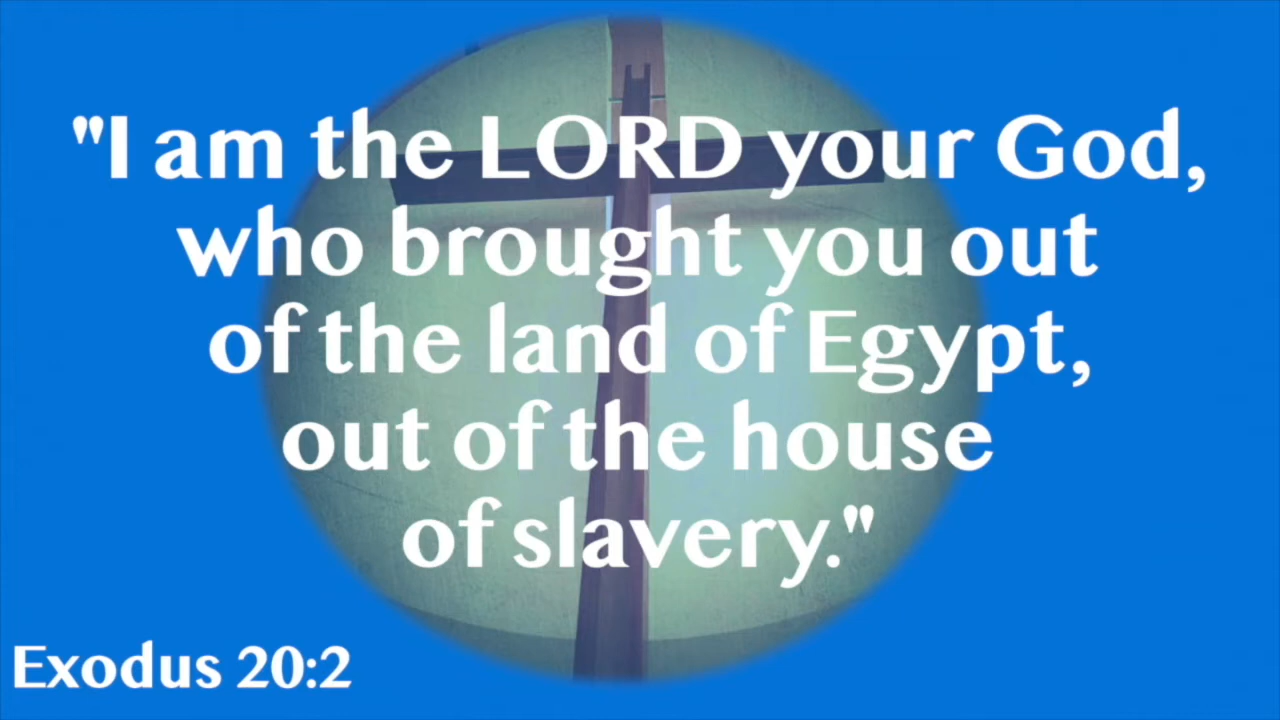 "I am the LORD your God,
who brought you out
of the land of Egypt,
out of the house
of slavery."
Exodus 20:2